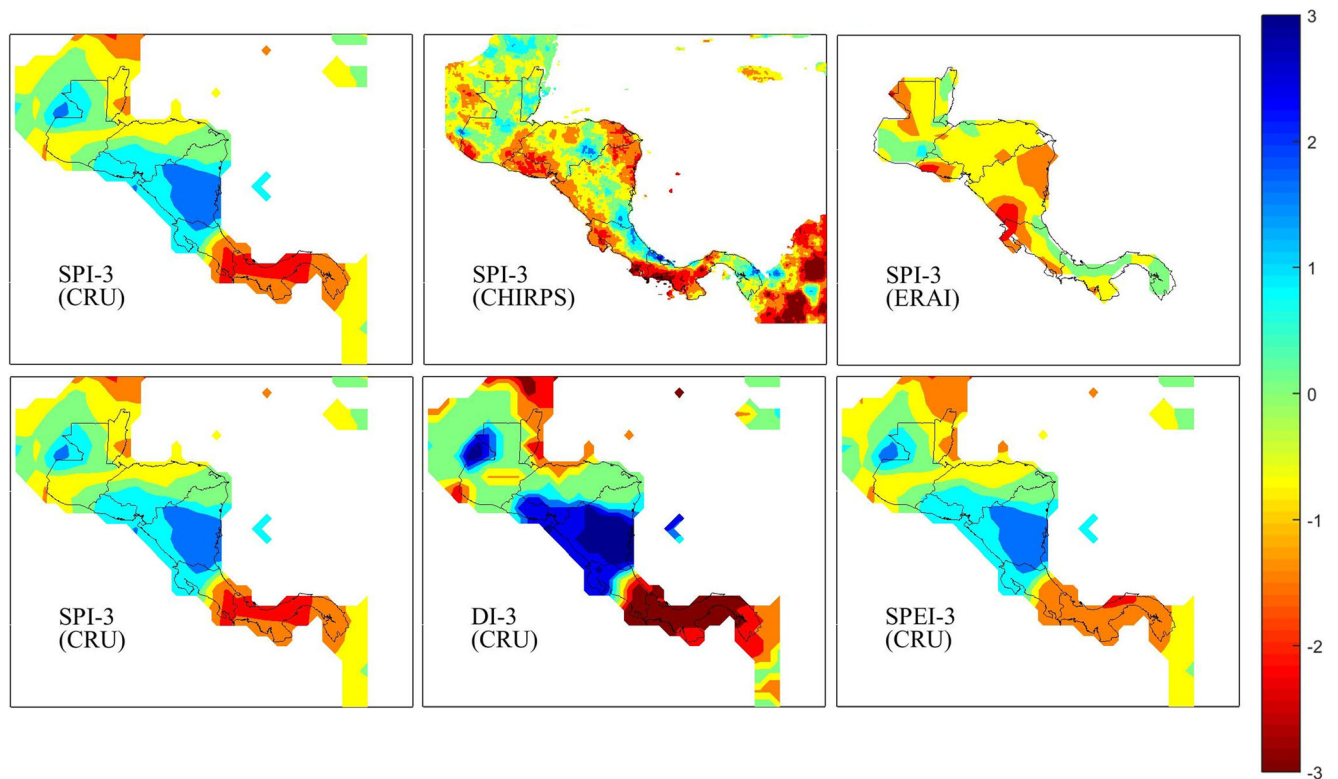 SPI-3
(CRU)
SPI-3
(CHIRPS)
SPI-3
(ERAI)
SPI-3
(CRU)
DI-3
(CRU)
SPEI-3
(CRU)
3
2
1
0
-1
-2
-3